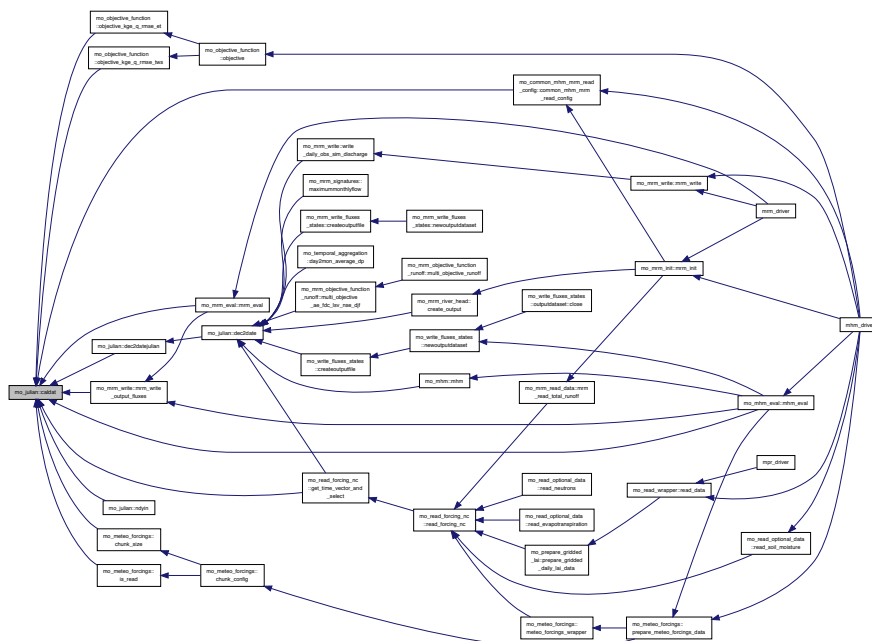 mo_objective_function
::objective_kge_q_rmse_et
mo_objective_function
::objective_kge_q_rmse_tws
mo_objective_function
::objective
mo_common_mhm_mrm_read
_config::common_mhm_mrm
_read_config
mo_mrm_write::write
_daily_obs_sim_discharge
mo_mrm_signatures::
maximummonthlyflow
mo_mrm_write::mrm_write
mrm_driver
mo_mrm_write_fluxes
_states::createoutputfile
mo_mrm_write_fluxes
_states::newoutputdataset
mo_temporal_aggregation
::day2mon_average_dp
mo_mrm_objective_function
_runoff::multi_objective_runoff
mo_mrm_init::mrm_init
mo_mrm_objective_function
_runoff::multi_objective
_ae_fdc_lsv_nse_djf
mo_mrm_eval::mrm_eval
mo_mrm_river_head::
create_output
mo_write_fluxes_states
::outputdataset::close
mhm_driver
mo_julian::dec2date
mo_julian::dec2datejulian
mo_write_fluxes_states
::newoutputdataset
mo_write_fluxes_states
::createoutputfile
mo_mhm::mhm
mo_julian::caldat
mo_mrm_write::mrm_write
_output_fluxes
mo_mrm_read_data::mrm
_read_total_runoff
mo_mhm_eval::mhm_eval
mpr_driver
mo_read_forcing_nc
::get_time_vector_and
_select
mo_read_optional_data
::read_neutrons
mo_read_wrapper::read_data
mo_julian::ndyin
mo_read_forcing_nc
::read_forcing_nc
mo_read_optional_data
::read_evapotranspiration
mo_meteo_forcings::
chunk_size
mo_read_optional_data
::read_soil_moisture
mo_prepare_gridded
_lai::prepare_gridded
_daily_lai_data
mo_meteo_forcings::
is_read
mo_meteo_forcings::
chunk_config
mo_meteo_forcings::
meteo_forcings_wrapper
mo_meteo_forcings::
prepare_meteo_forcings_data